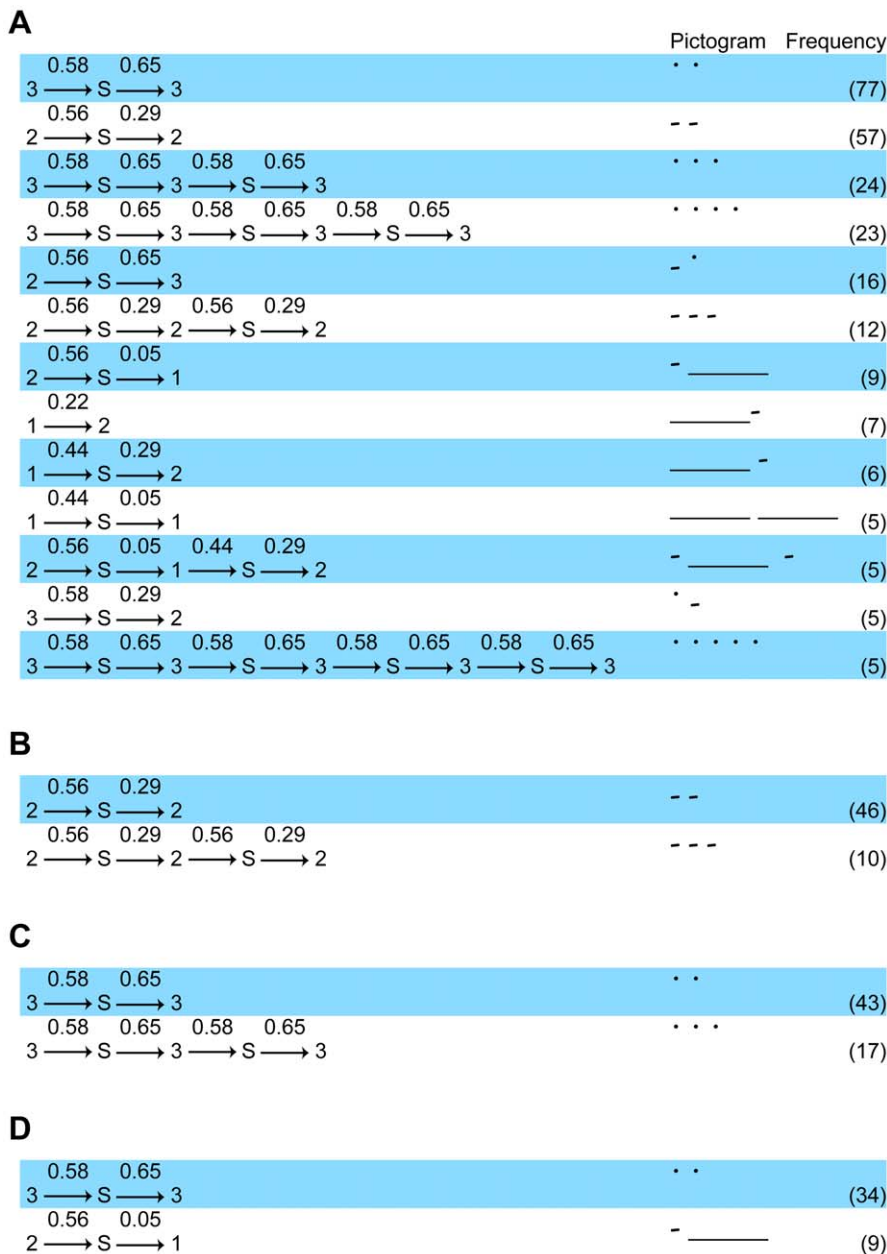 A
Pictogram Frequency
0.58 0.65
3 → S → 3 (77)
0.56 0.29
2 → S → 2 (57)
0.58 0.65 0.58 0.65
3 → S → 3 → S → 3 (24)
0.58 0.65 0.58 0.65 0.58 0.65
3 → S → 3 → S → 3 → S → 3 (23)
0.56 0.65
2 → S → 3 (16)
0.56 0.29 0.56 0.29
2 → S → 2 → S → 2 (12)
0.56 0.05
2 → S → 1 (9)
0.22
1 → 2 (7)
0.44 0.29
1 → S → 2 (6)
0.44 0.05
1 → S → 1 (5)
0.56 0.05 0.44 0.29
2 → S → 1 → S → 2 (5)
0.58 0.29
3 → S → 2 (5)
0.58 0.65 0.58 0.65 0.58 0.65 0.58 0.65
3 → S → 3 → S → 3 → S → 3 → S → 3 (5)
B
0.56 0.29
2 → S → 2 (46)
0.56 0.29 0.56 0.29
2 → S → 2 → S → 2 (10)
C
0.58 0.65
3 → S → 3 (43)
0.58 0.65 0.58 0.65
3 → S → 3 → S → 3 (17)
D
0.58 0.65
3 → S → 3 (34)
0.56 0.05
2 → S → 1 (9)